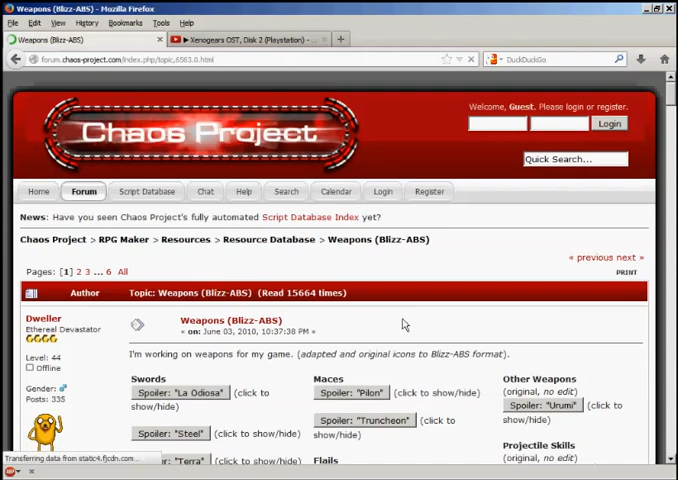 Weapons (Blizz-ABS) - Mozilla Firefox
File Edit View History Bookmarks Tools Help
Weapons (Blizz-ABS)
Xenogears OST, Disk 2 (Playstation) - ...
forum.chaos-project.com/index.php/topic,6563.0.html
DuckDuckGo
Chaos Project
Welcome, Guest. Please login or register.
Login
Quick Search...
Home Forum Script Database Chat Help Search Calendar Login Register
News: Have you seen Chaos Project's fully automated Script Database Index yet?
Chaos Project > RPG Maker > Resources > Resource Database > Weapons (Blizz-ABS)
« previous next »
Pages: [1] 2 3 ... 6 All
PRINT
Author Topic: Weapons (Blizz-ABS) (Read 15664 times)
Dweller
Ethereal Devastator
Level: 44
Offline
Gender:
Posts: 335
Weapons (Blizz-ABS)
« on: June 03, 2010, 10:37:38 PM »
I'm working on weapons for my game. (adapted and original icons to Blizz-ABS format).
Swords
Spoiler: "La Odiosa" (click to
show/hide)
Spoiler: "Steel" (click to show/hide)
Spoiler: "Terra" (click to show/hide)
Maces
Spoiler: "Pilon" (click to show/hide)
Spoiler: "Truncheon" (click to
show/hide)
Flails
Other Weapons
(original, no edit)
Spoiler: "Urumi" (click to
show/hide)
Projectile Skills
(original, no edit)
Transferring data from static4.fjcdn.com...
ABP